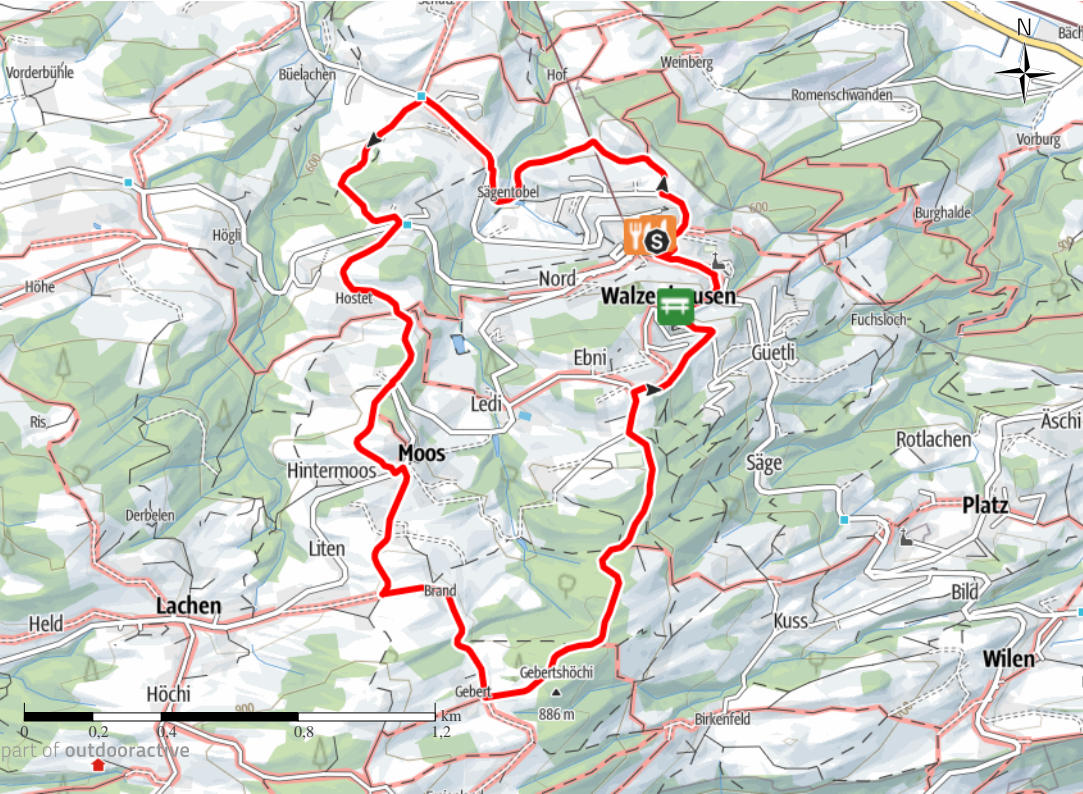 N
Hof
Weinberg
Bäch
Vorderbühle
Büelachen
Romenschwanden
Vorburg
600
Sägentobel
600
Burghalde
Högli
S
Nord
Höhe
Hostet
Walzenhausen
Fuchsloch-
Ebni
Guetli
Ledi
Ris
Äschi
Rotlachen
Moos
Hintermoos
Säge
Platz
Derbelen
Liten
Brand
Bild
Lachen
Held
Kuss
Wilen
Gebertshöchi
Höchi
Gebert
886 m
Birkenfeld
900
km
0
0,2
0,4
0,8
1,2
part of outdooractive